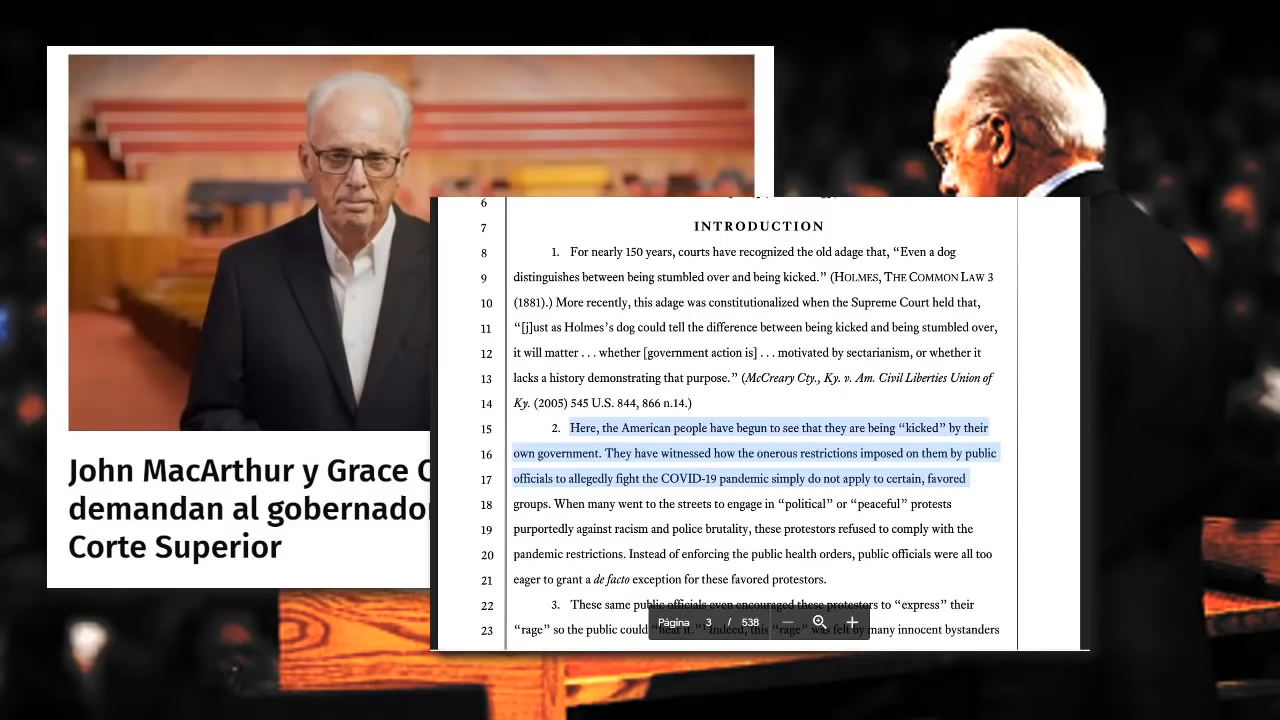 John MacArthur y Grace C
demandan al gobernado
Corte Superior
6
7 INTRODUCTION
8 1. For nearly 150 years, courts have recognized the old adage that, “Even a dog
9 distinguishes between being stumbled over and being kicked.” (HOLMES, THE COMMON LAW 3
10 (1881).) More recently, this adage was constitutionalized when the Supreme Court held that,
11 “[j]ust as Holmes’s dog could tell the difference between being kicked and being stumbled over,
12 it will matter . . . whether [government action is] . . . motivated by sectarianism, or whether it
13 lacks a history demonstrating that purpose.” (McCreary Cty., Ky. v. Am. Civil Liberties Union of
14 Ky. (2005) 545 U.S. 844, 866 n.14.)
15 2. Here, the American people have begun to see that they are being “kicked” by their
16 own government. They have witnessed how the onerous restrictions imposed on them by public
17 officials to allegedly fight the COVID-19 pandemic simply do not apply to certain, favored
18 groups. When many went to the streets to engage in “political” or “peaceful” protests
19 purportedly against racism and police brutality, these protestors refused to comply with the
20 pandemic restrictions. Instead of enforcing the public health orders, public officials were all too
21 eager to grant a de facto exception for these favored protestors.
22 3. These same public officials even encouraged these protestors to “express” their
23 “rage” so the public could “hear it.”¹ Indeed, this “rage” was felt by many innocent bystanders
Página 3 / 538